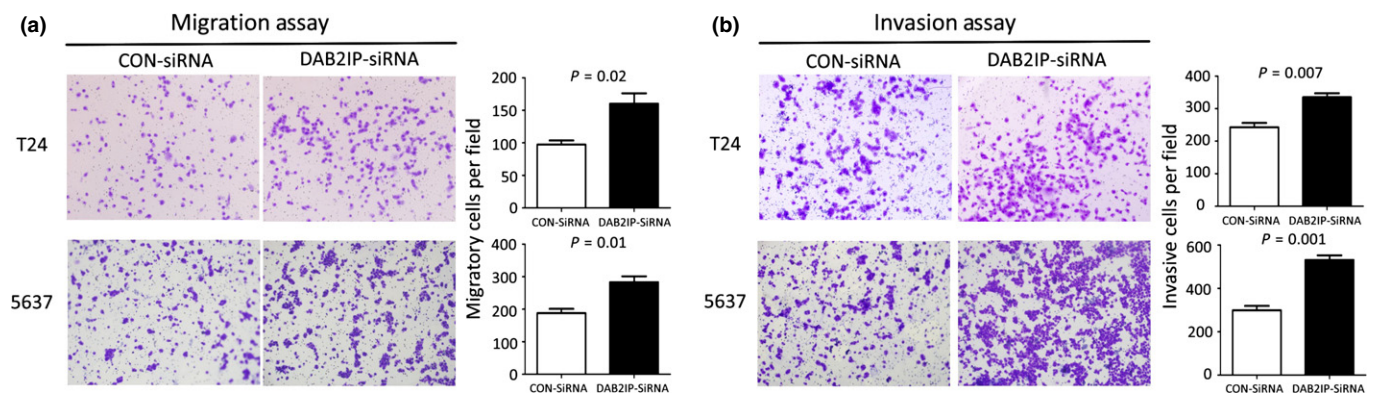 (a)
Migration assay
CON-siRNA DAB2IP-siRNA
T24
5637
Migratory cells per field
P = 0.02
200
150
100
50
0
CON-SiRNA DAB2IP-SiRNA
P = 0.01
400
300
200
100
0
CON-SiRNA DAB2IP-SiRNA
(b)
Invasion assay
CON-siRNA DAB2IP-siRNA
T24
5637
Invasive cells per field
P = 0.007
400
300
200
100
0
CON-SiRNA DAB2IP-SiRNA
P = 0.001
600
400
200
0
CON-SiRNA DAB2IP-SiRNA